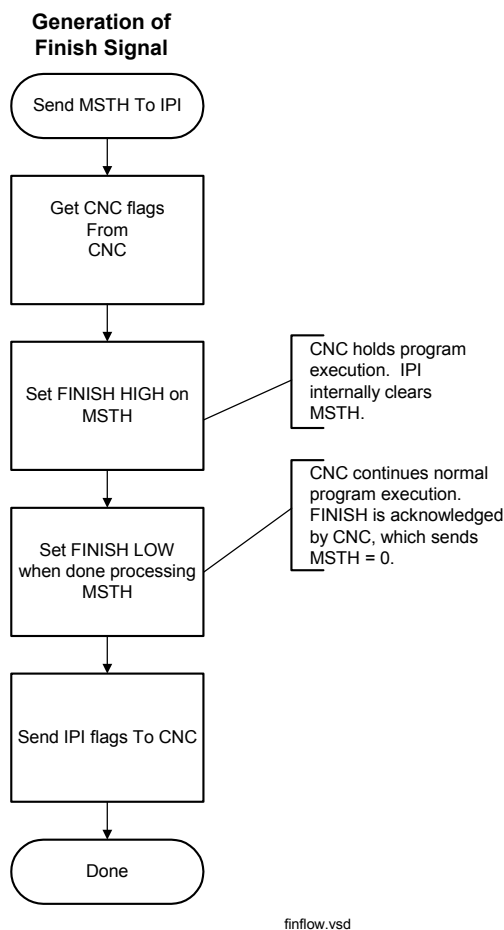 Generation of
Finish Signal
Send MSTH To IPI
Get CNC flags
From
CNC
Set FINISH HIGH on
MSTH
CNC holds program
execution. IPI
internally clears
MSTH.
Set FINISH LOW
when done processing
MSTH
CNC continues normal
program execution.
FINISH is acknowledged
by CNC, which sends
MSTH = 0.
Send IPI flags To CNC
Done
finflow.vsd